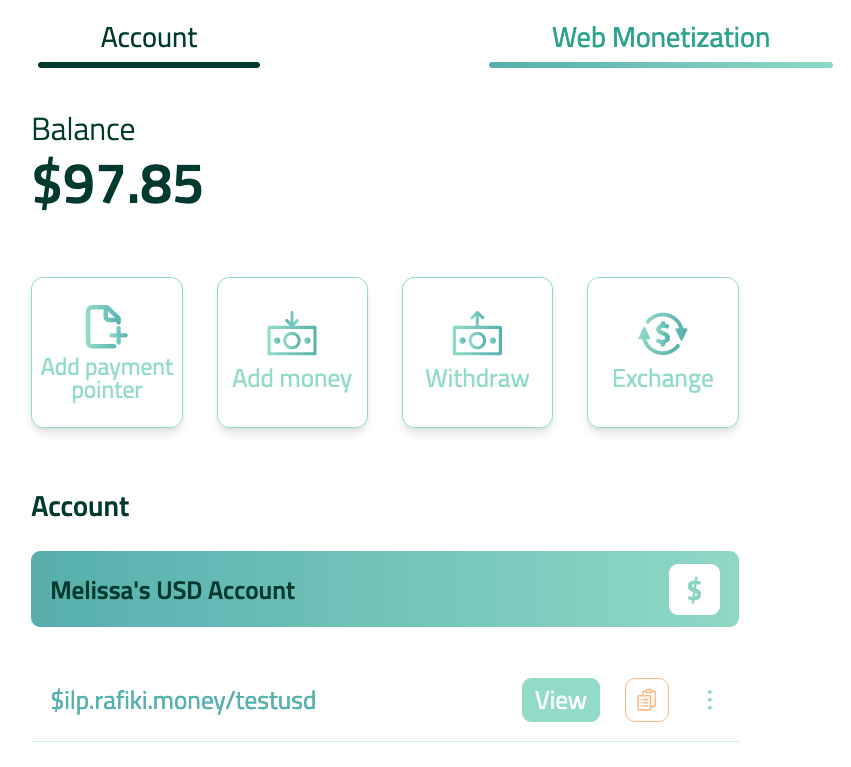 Account
Web Monetization
Balance
$97.85
Add payment
pointer
Add money
Withdraw
Exchange
Account
Melissa's USD Account
$
$ilp.rafiki.money/testusd
View